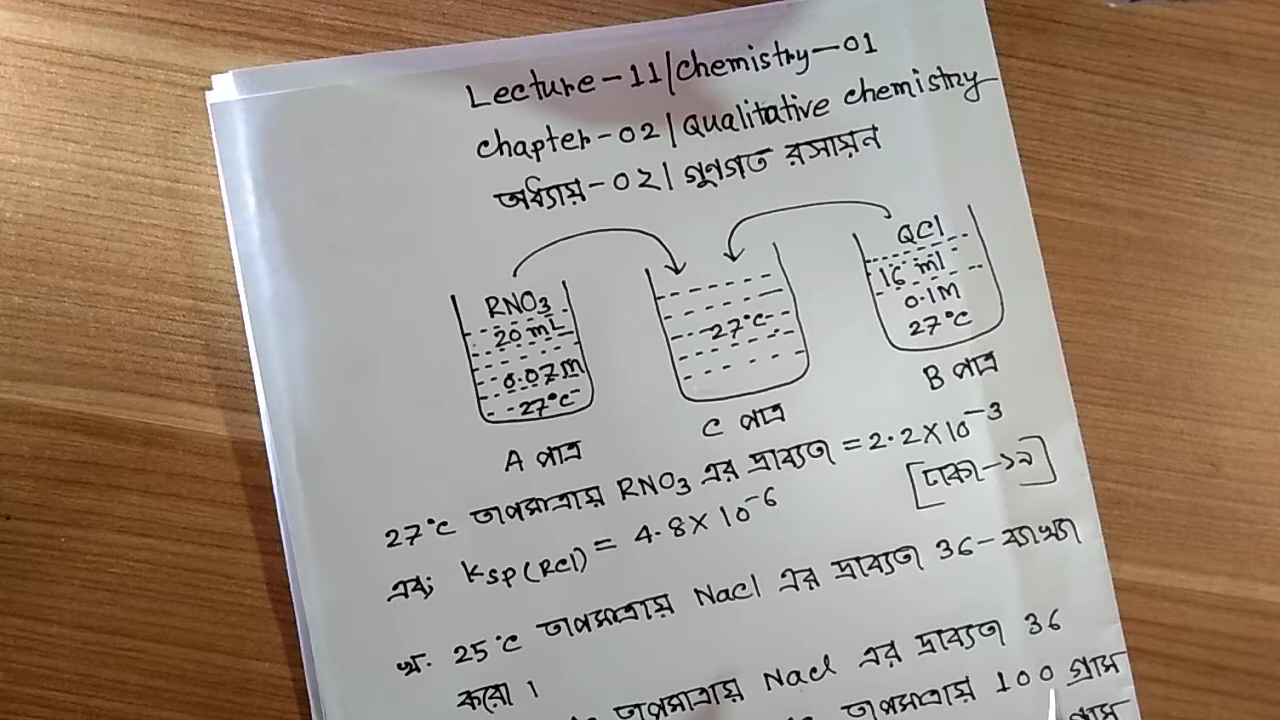 Lecture-11/chemistry-01
chapter-02/Qualitative chemistry
অধ্যায়-02/গুণগত রসায়ন
RNO₃
20 mL
0.07M
27°C
A পাত্র
27°C
C পাত্র
QCl
16 ml
0.1M
27°C
B পাত্র
27°C তাপমাত্রায় RNO₃ এর দ্রাব্যতা = 2.2×10⁻³
এবং Ksp(RCl) = 4.8×10⁻⁶ [ঢাকা-১৯]
খ. 25°C তাপমাত্রায় NaCl এর দ্রাব্যতা 36-ব্যাখ্যা
করো।
তাপমাত্রায় NaCl এর দ্রাব্যতা 36
তাপমাত্রায় 100 গ্রাম